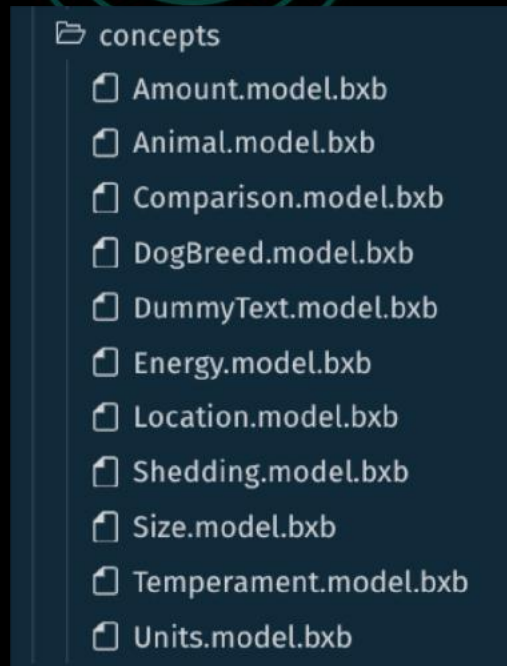 concepts
Amount.model.bxb
Animal.model.bxb
Comparison.model.bxb
DogBreed.model.bxb
DummyText.model.bxb
Energy.model.bxb
Location.model.bxb
Shedding.model.bxb
Size.model.bxb
Temperament.model.bxb
Units.model.bxb